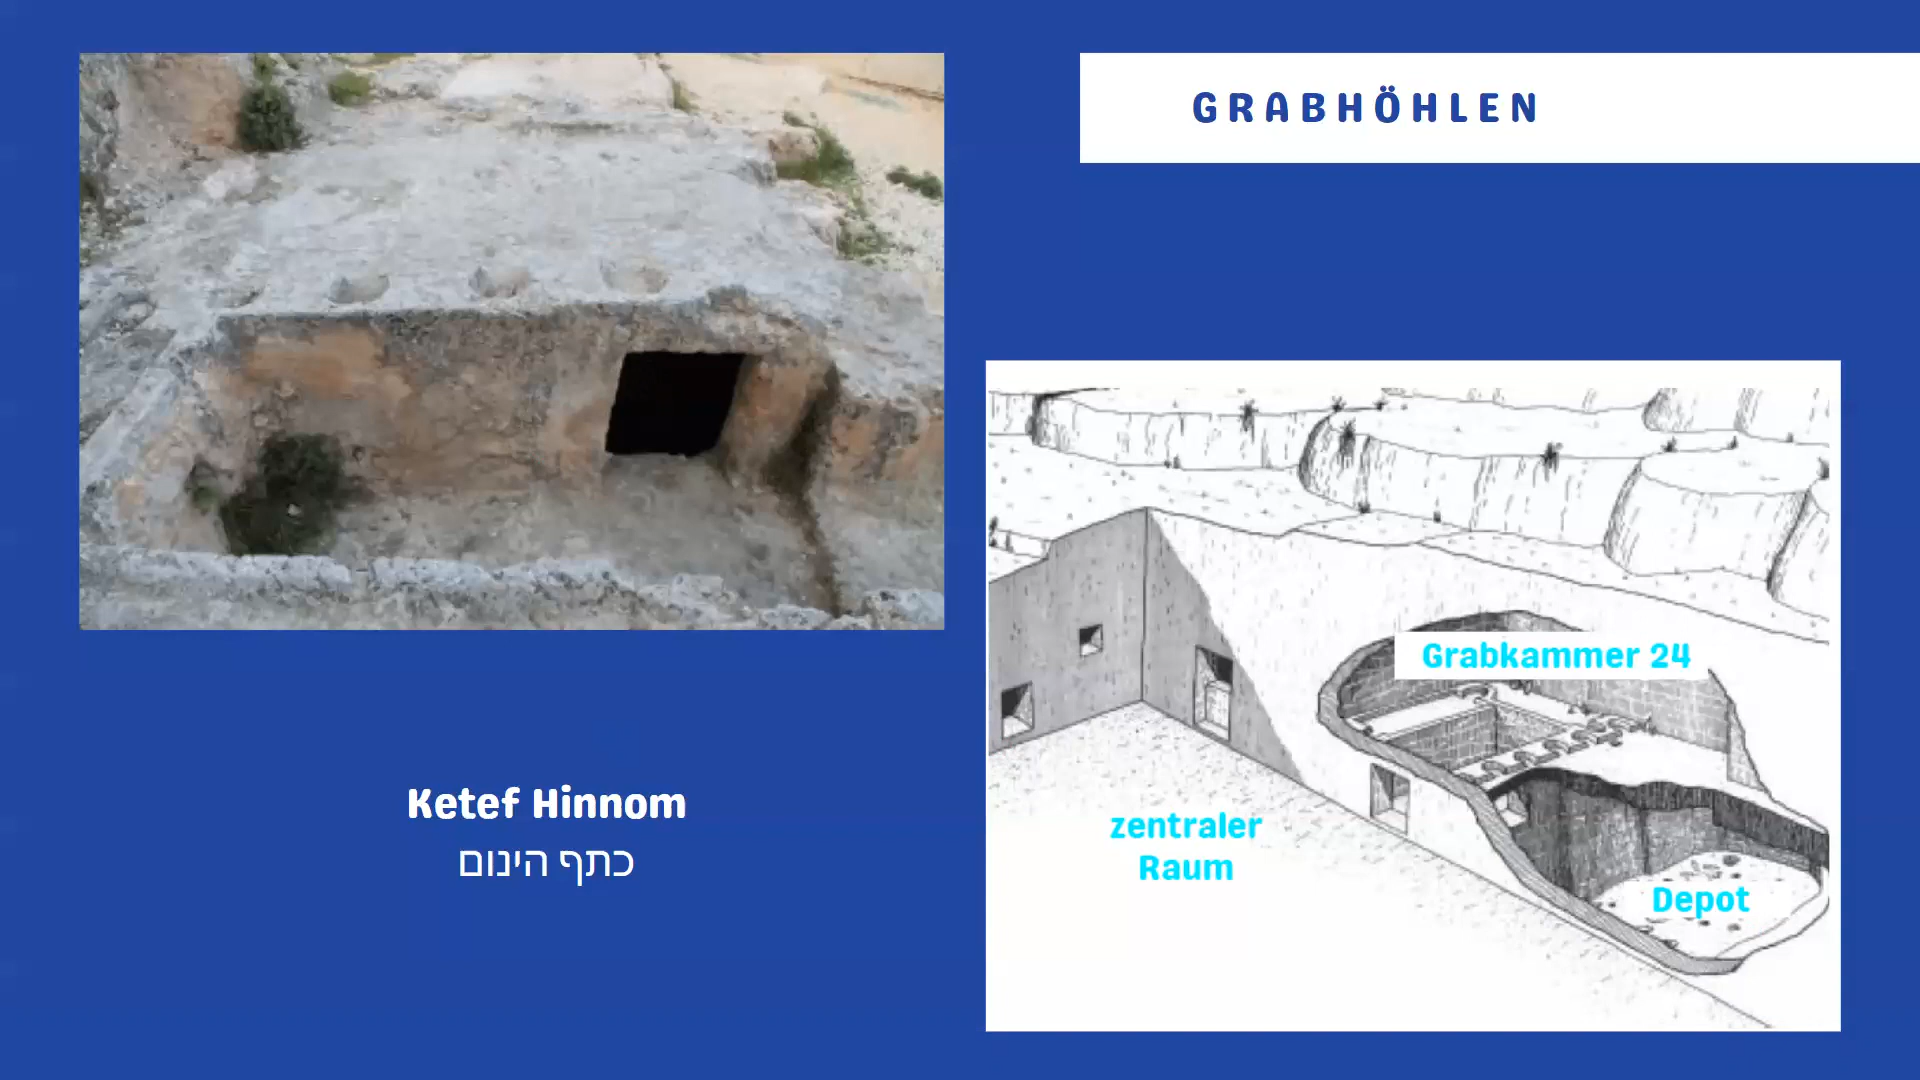 GRABHÖHLEN
Ketef Hinnom
כתף הינום
Grabkammer 24
zentraler
Raum
Depot